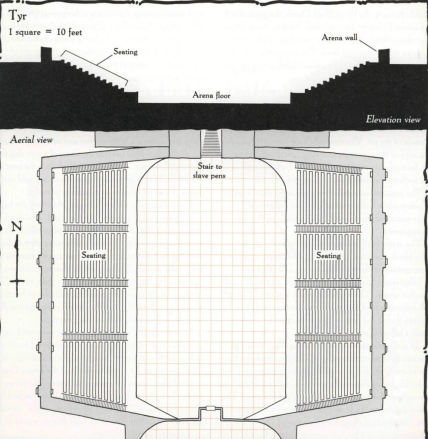 Tyr
1 square = 10 feet
Seating
Arena wall
Arena floor
Elevation view
Aerial view
Stair to
slave pens
N
Seating
Seating